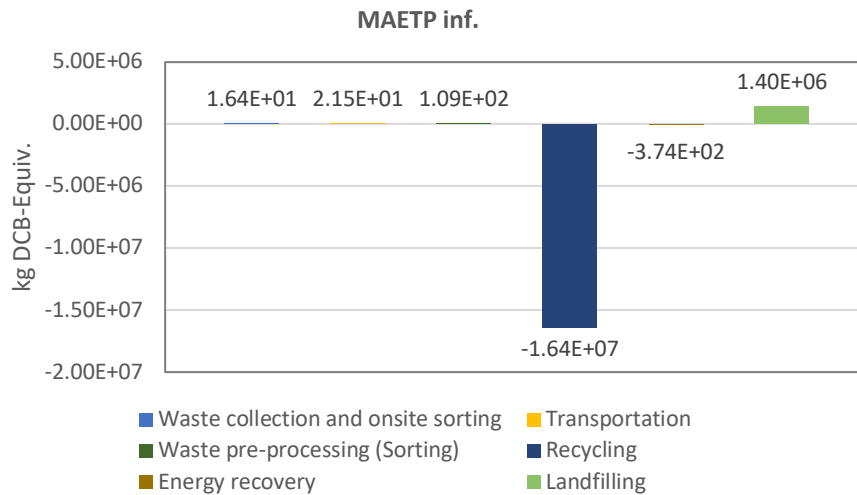 MAETP inf.
kg DCB-Equiv.
5.00E+06
0.00E+00
-5.00E+06
-1.00E+07
-1.50E+07
-2.00E+07
1.64E+01
2.15E+01
1.09E+02
-1.64E+07
-3.74E+02
1.40E+06
Waste collection and onsite sorting
Transportation
Waste pre-processing (Sorting)
Recycling
Energy recovery
Landfilling